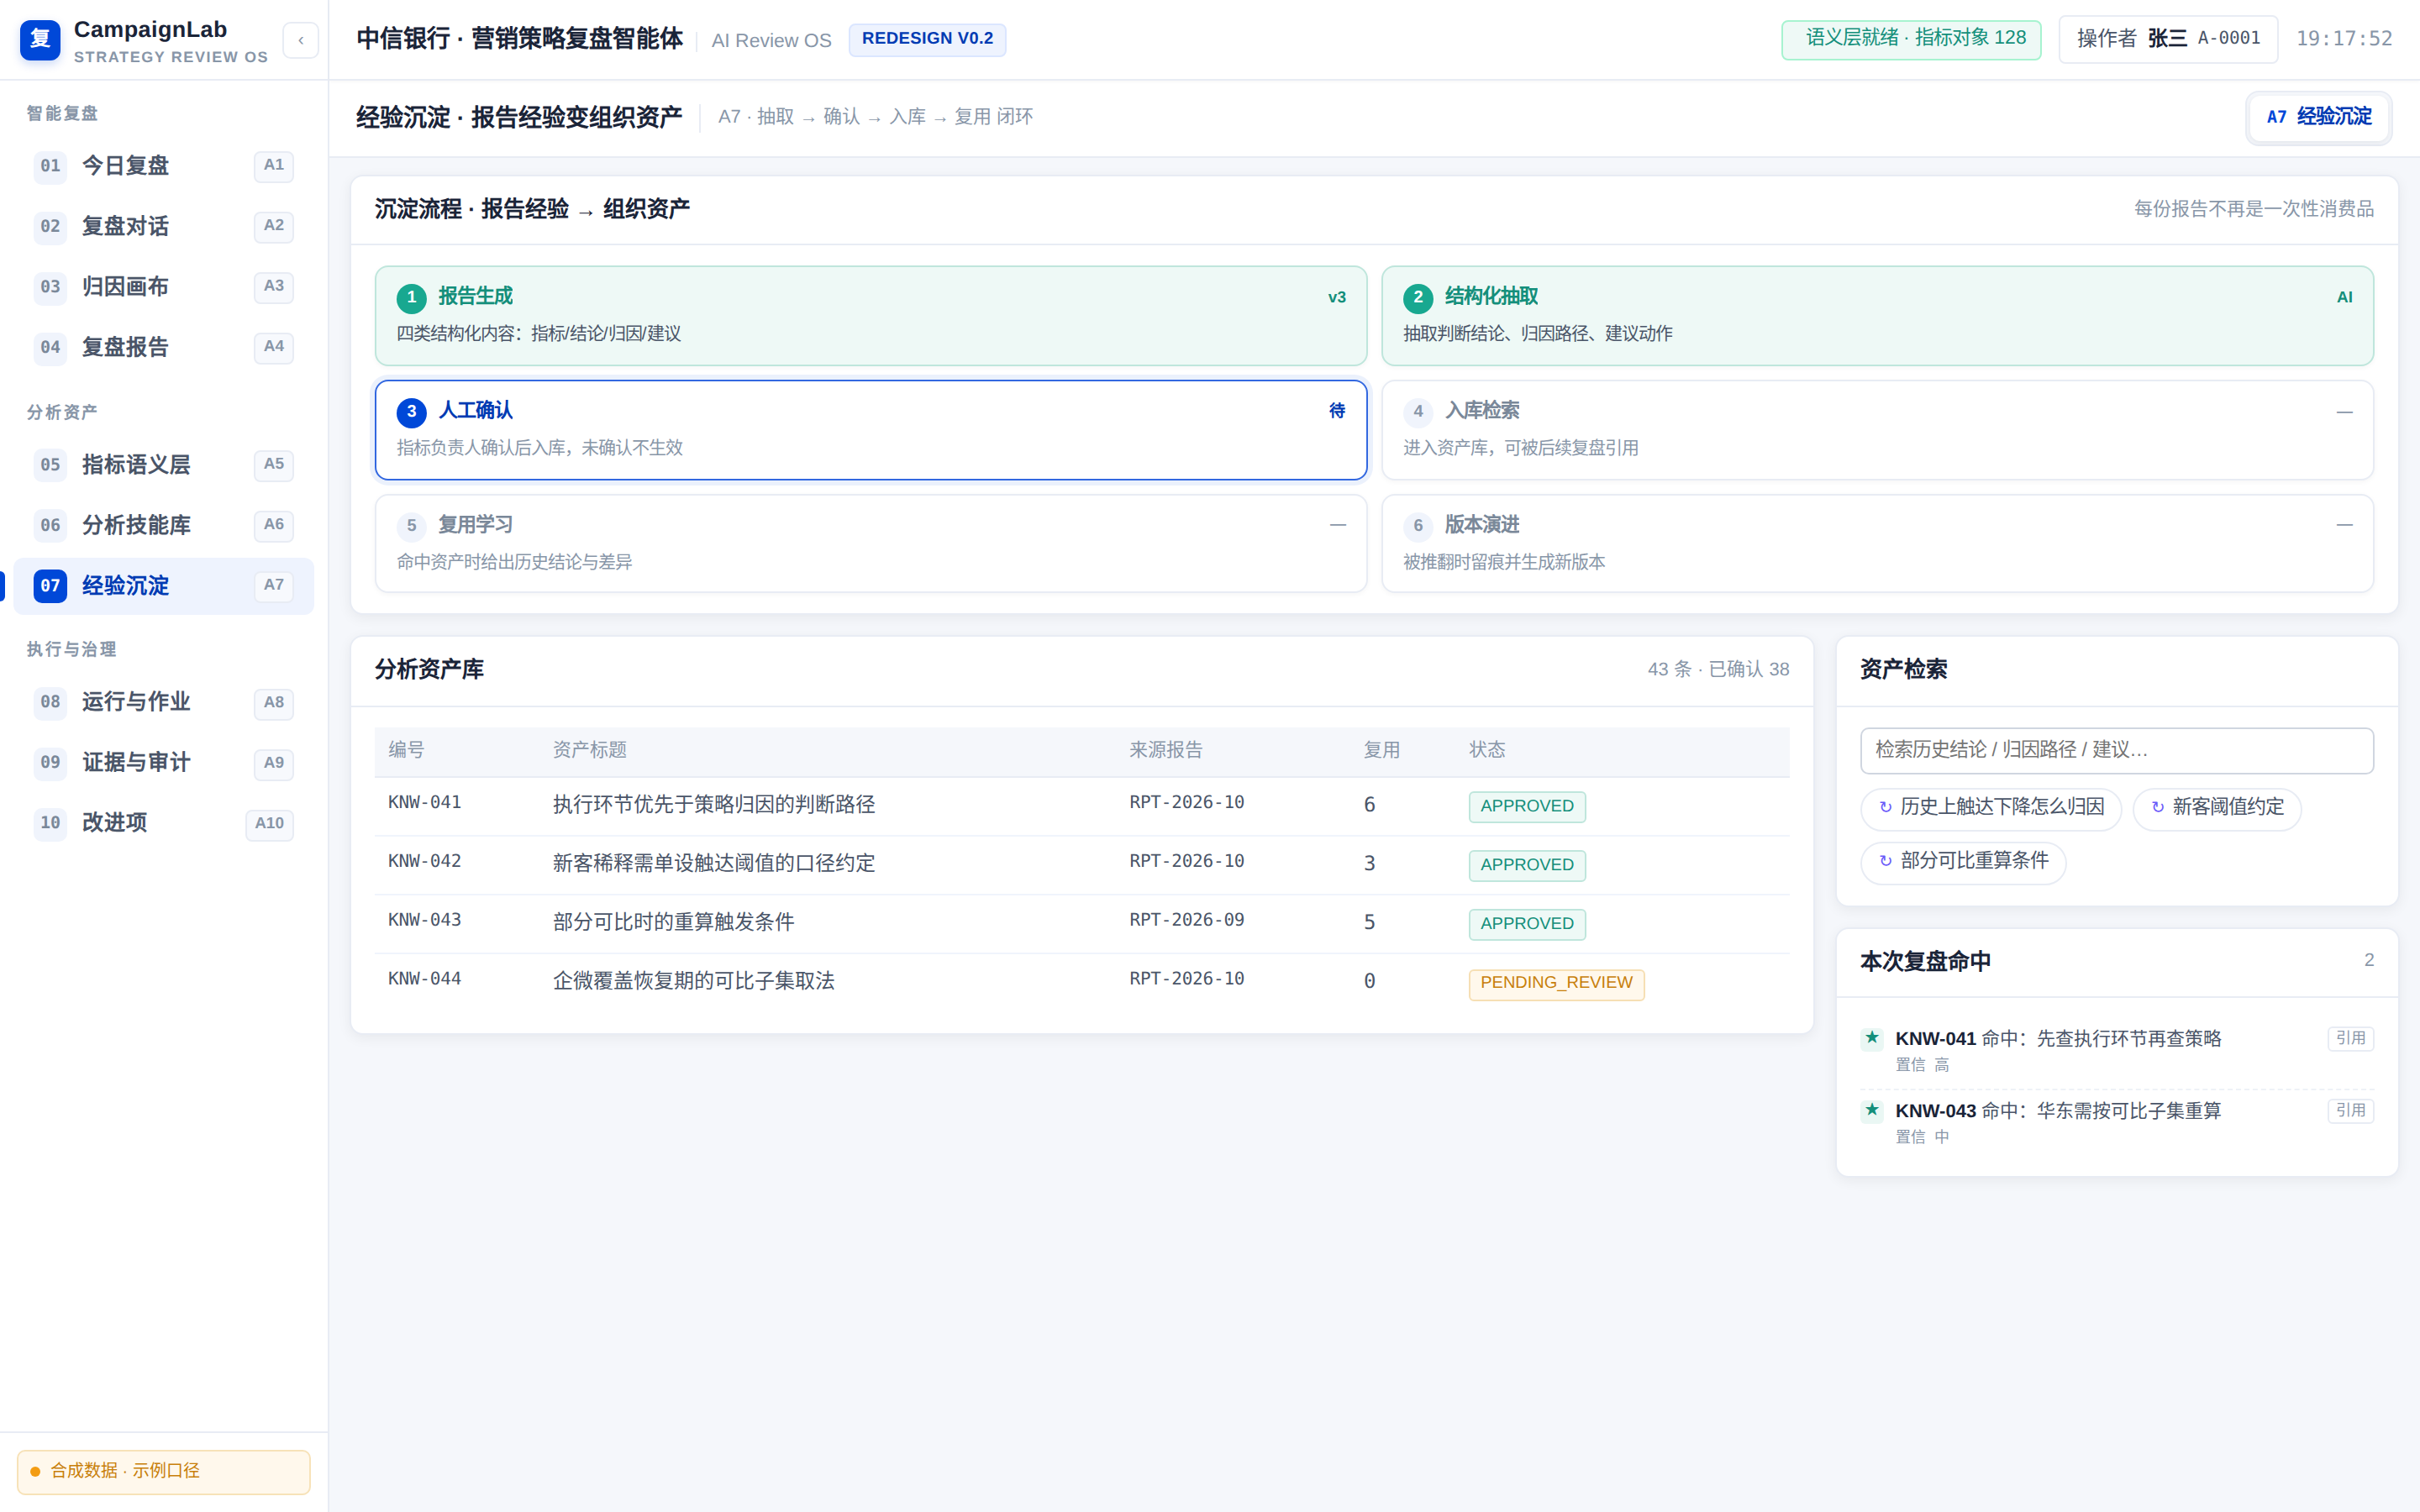 复
CampaignLab
STRATEGY REVIEW OS
‹
中信银行 · 营销策略复盘智能体
AI Review OS
REDESIGN V0.2
语义层就绪 · 指标对象 128
操作者 张三 A-0001
19:17:52
智能复盘
01 今日复盘 A1
02 复盘对话 A2
03 归因画布 A3
04 复盘报告 A4
分析资产
05 指标语义层 A5
06 分析技能库 A6
07 经验沉淀 A7
执行与治理
08 运行与作业 A8
09 证据与审计 A9
10 改进项 A10
合成数据 · 示例口径
经验沉淀 · 报告经验变组织资产
A7 · 抽取 → 确认 → 入库 → 复用 闭环
A7 经验沉淀
沉淀流程 · 报告经验 → 组织资产
每份报告不再是一次性消费品
1 报告生成 v3
四类结构化内容：指标/结论/归因/建议
2 结构化抽取 AI
抽取判断结论、归因路径、建议动作
3 人工确认 待
指标负责人确认后入库，未确认不生效
4 入库检索 —
进入资产库，可被后续复盘引用
5 复用学习 —
命中资产时给出历史结论与差异
6 版本演进 —
被推翻时留痕并生成新版本
分析资产库
43 条 · 已确认 38
编号 资产标题 来源报告 复用 状态
KNW-041 执行环节优先于策略归因的判断路径 RPT-2026-10 6 APPROVED
KNW-042 新客稀释需单设触达阈值的口径约定 RPT-2026-10 3 APPROVED
KNW-043 部分可比时的重算触发条件 RPT-2026-09 5 APPROVED
KNW-044 企微覆盖恢复期的可比子集取法 RPT-2026-10 0 PENDING_REVIEW
资产检索
检索历史结论 / 归因路径 / 建议…
↻ 历史上触达下降怎么归因
↻ 新客阈值约定
↻ 部分可比重算条件
本次复盘命中 2
★ KNW-041 命中：先查执行环节再查策略 引用
置信 高
★ KNW-043 命中：华东需按可比子集重算 引用
置信 中